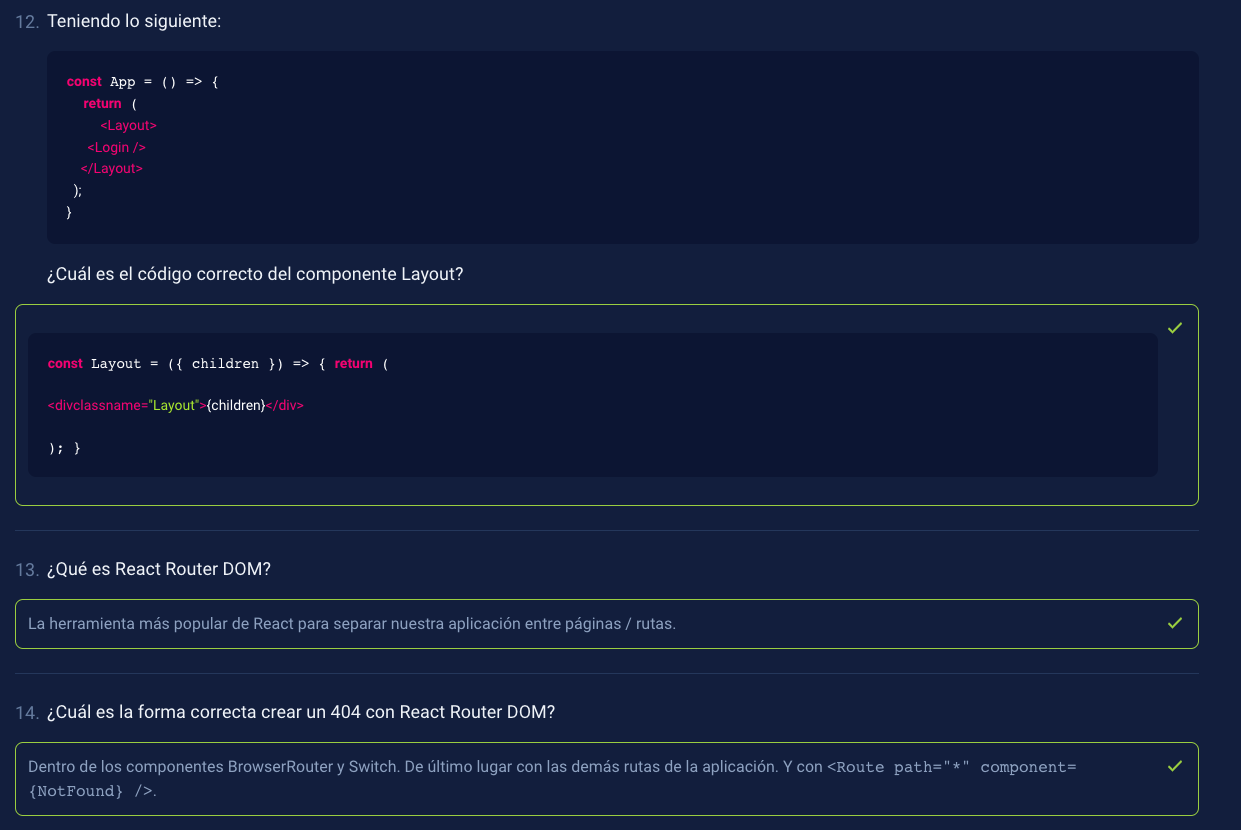 12. Teniendo lo siguiente:
const App = () => {
return (
<Layout>
<Login />
</Layout>
);
}
¿Cuál es el código correcto del componente Layout?
const Layout = ({ children }) => { return (
<divclassname="Layout">{children}</div>
); }
13. ¿Qué es React Router DOM?
La herramienta más popular de React para separar nuestra aplicación entre páginas / rutas.
14. ¿Cuál es la forma correcta crear un 404 con React Router DOM?
Dentro de los componentes BrowserRouter y Switch. De último lugar con las demás rutas de la aplicación. Y con <Route path="*" component=
{NotFound} />.